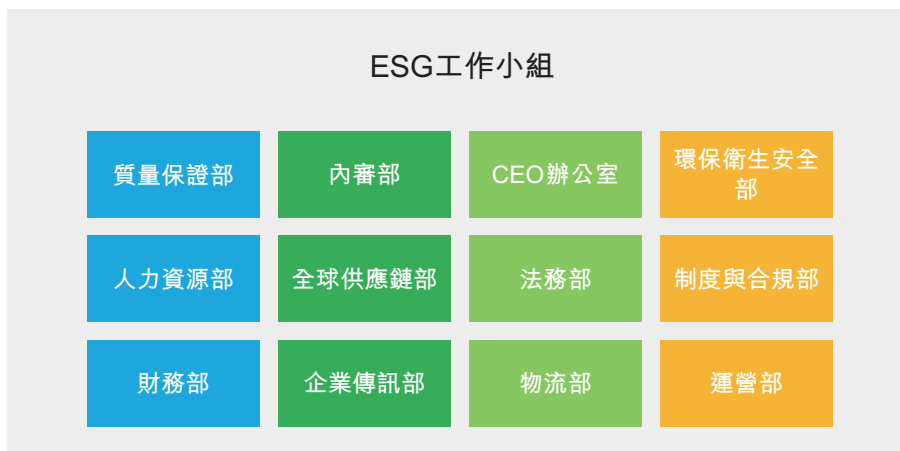 ESG工作小組
質量保證部
內審部
CEO辦公室
環保衛生安全
部
人力資源部
全球供應鏈部
法務部
制度與合規部
財務部
企業傳訊部
物流部
運營部